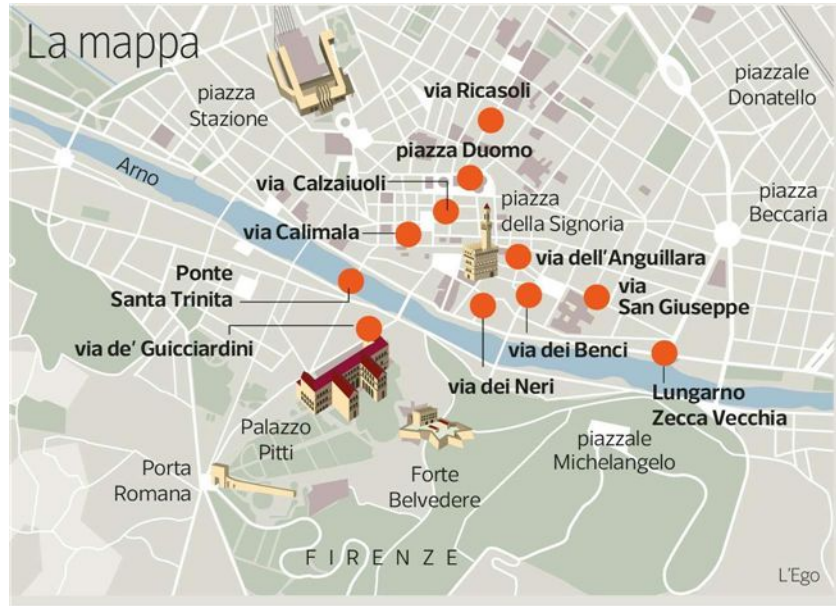 La mappa
piazza
Stazione
via Ricasoli
piazzale
Donatello
piazza Duomo
Arno
via Calzaiuoli
piazza
della Signoria
piazza
Beccaria
via Calimala
via dell'Anguillara
Ponte
Santa Trinita
via
San Giuseppe
via de' Guicciardini
via dei Benci
via dei Neri
Lungarno
Zecca Vecchia
Palazzo
Pitti
piazzale
Michelangelo
Porta
Romana
Forte
Belvedere
FIRENZE
L'Ego